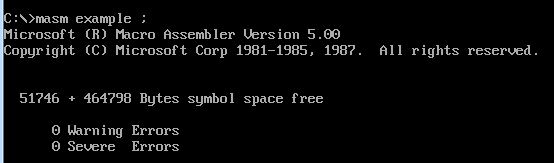 C:\>masm example ;
Microsoft (R) Macro Assembler Version 5.00
Copyright (C) Microsoft Corp 1981-1985, 1987.  All rights reserved.
51746 + 464798 Bytes symbol space free
0 Warning Errors
0 Severe  Errors